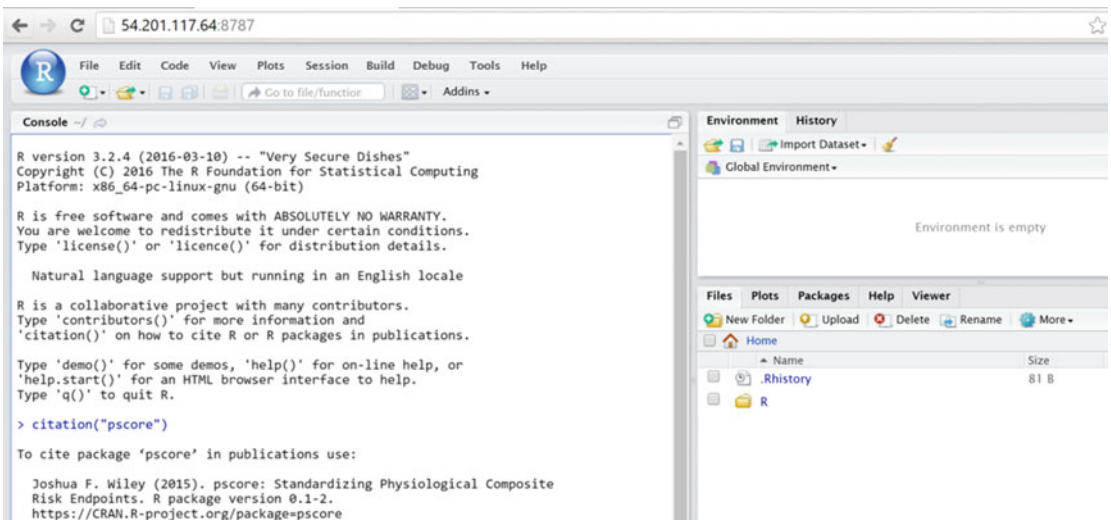 54.201.117.64:8787
R
File Edit Code View Plots Session Build Debug Tools Help
Go to file/function Addins
Console ~/
R version 3.2.4 (2016-03-10) -- "Very Secure Dishes"
Copyright (C) 2016 The R Foundation for Statistical Computing
Platform: x86_64-pc-linux-gnu (64-bit)
R is free software and comes with ABSOLUTELY NO WARRANTY.
You are welcome to redistribute it under certain conditions.
Type 'license()' or 'licence()' for distribution details.
Natural language support but running in an English locale
R is a collaborative project with many contributors.
Type 'contributors()' for more information and
'citation()' on how to cite R or R packages in publications.
Type 'demo()' for some demos, 'help()' for on-line help, or
'help.start()' for an HTML browser interface to help.
Type 'q()' to quit R.
> citation("pscore")
To cite package ‘pscore’ in publications use:
Joshua F. Wiley (2015). pscore: Standardizing Physiological Composite
Risk Endpoints. R package version 0.1-2.
https://CRAN.R-project.org/package=pscore
Environment History
Import Dataset
Global Environment
Environment is empty
Files Plots Packages Help Viewer
New Folder Upload Delete Rename More
Home
Name Size
.Rhistory 81 B
R